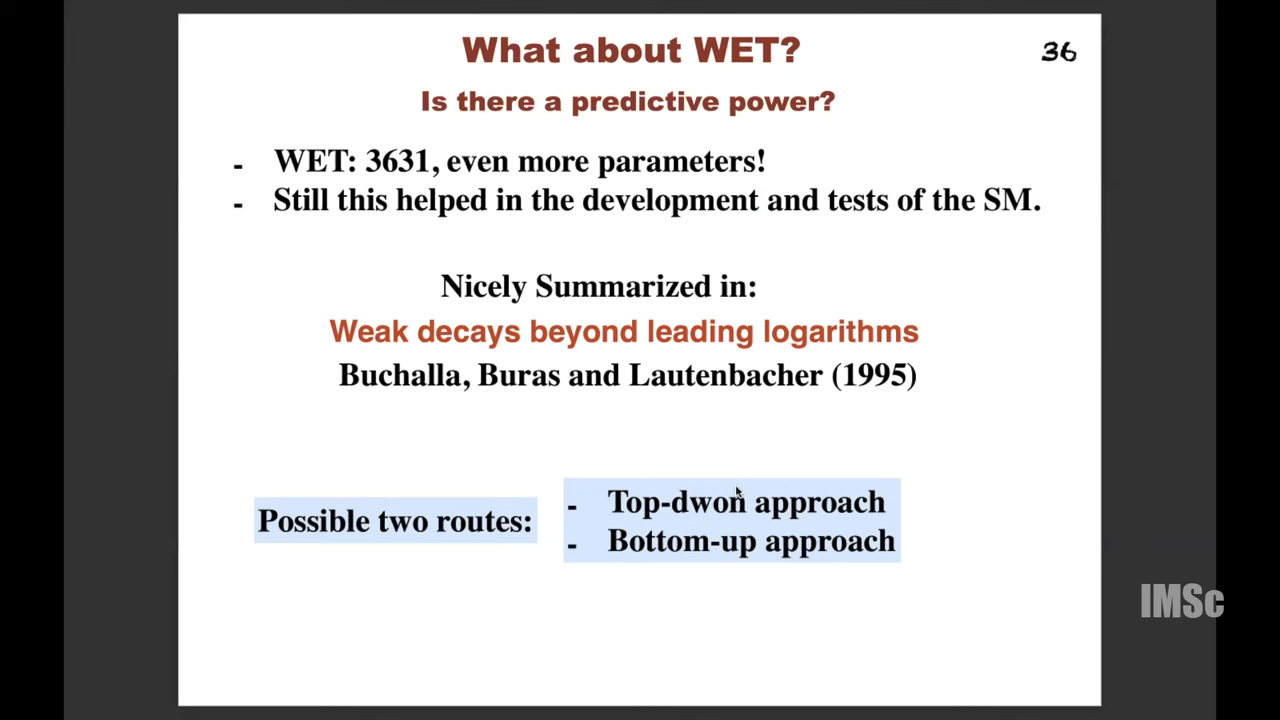 What about WET?
36
Is there a predictive power?
- WET: 3631, even more parameters!
- Still this helped in the development and tests of the SM.
Nicely Summarized in:
Weak decays beyond leading logarithms
Buchalla, Buras and Lautenbacher (1995)
Possible two routes:
- Top-dwon approach
- Bottom-up approach
IMSc